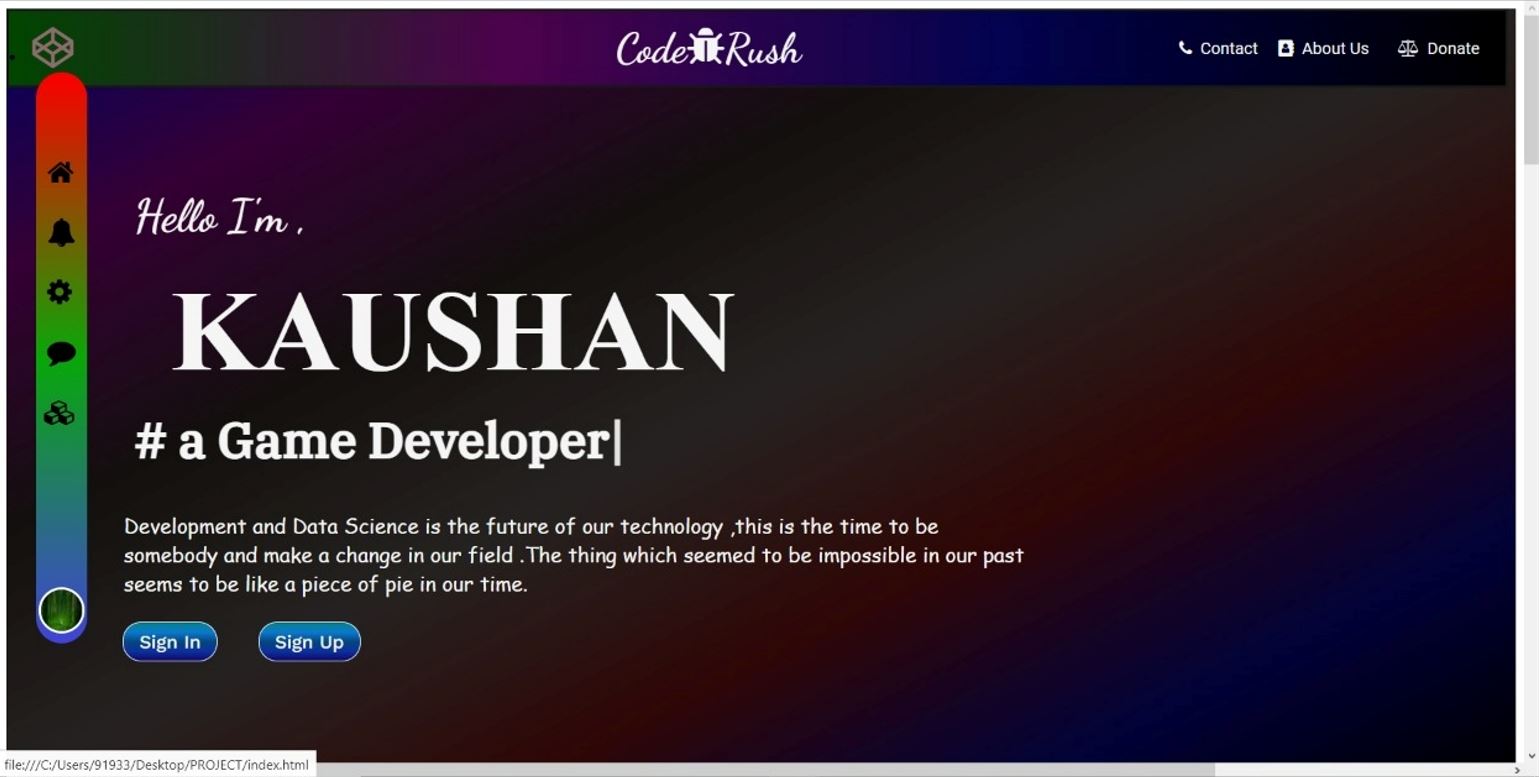 Code Rush
Contact About Us Donate
Hello I'm .
KAUSHAN
# a Game Developer|
Development and Data Science is the future of our technology ,this is the time to be
somebody and make a change in our field .The thing which seemed to be impossible in our past
seems to be like a piece of pie in our time.
Sign In Sign Up
file:///C:/Users/91933/Desktop/PROJECT/index.html